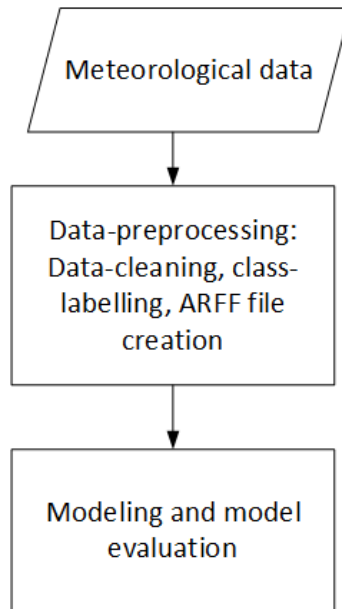 Meteorological data
Data-preprocessing:
Data-cleaning, class-
labelling, ARFF file
creation
Modeling and model
evaluation